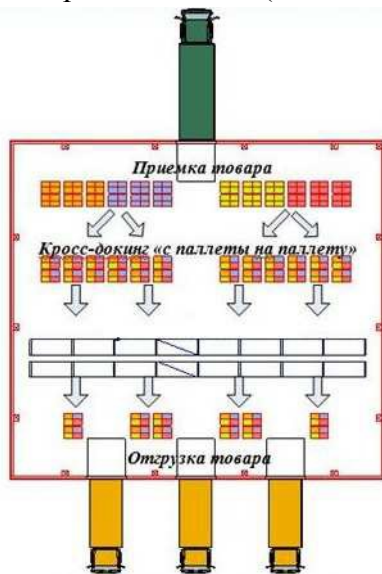 Приемка товара
Кросс-докинг «с паллеты на паллету»
Отгрузка товара